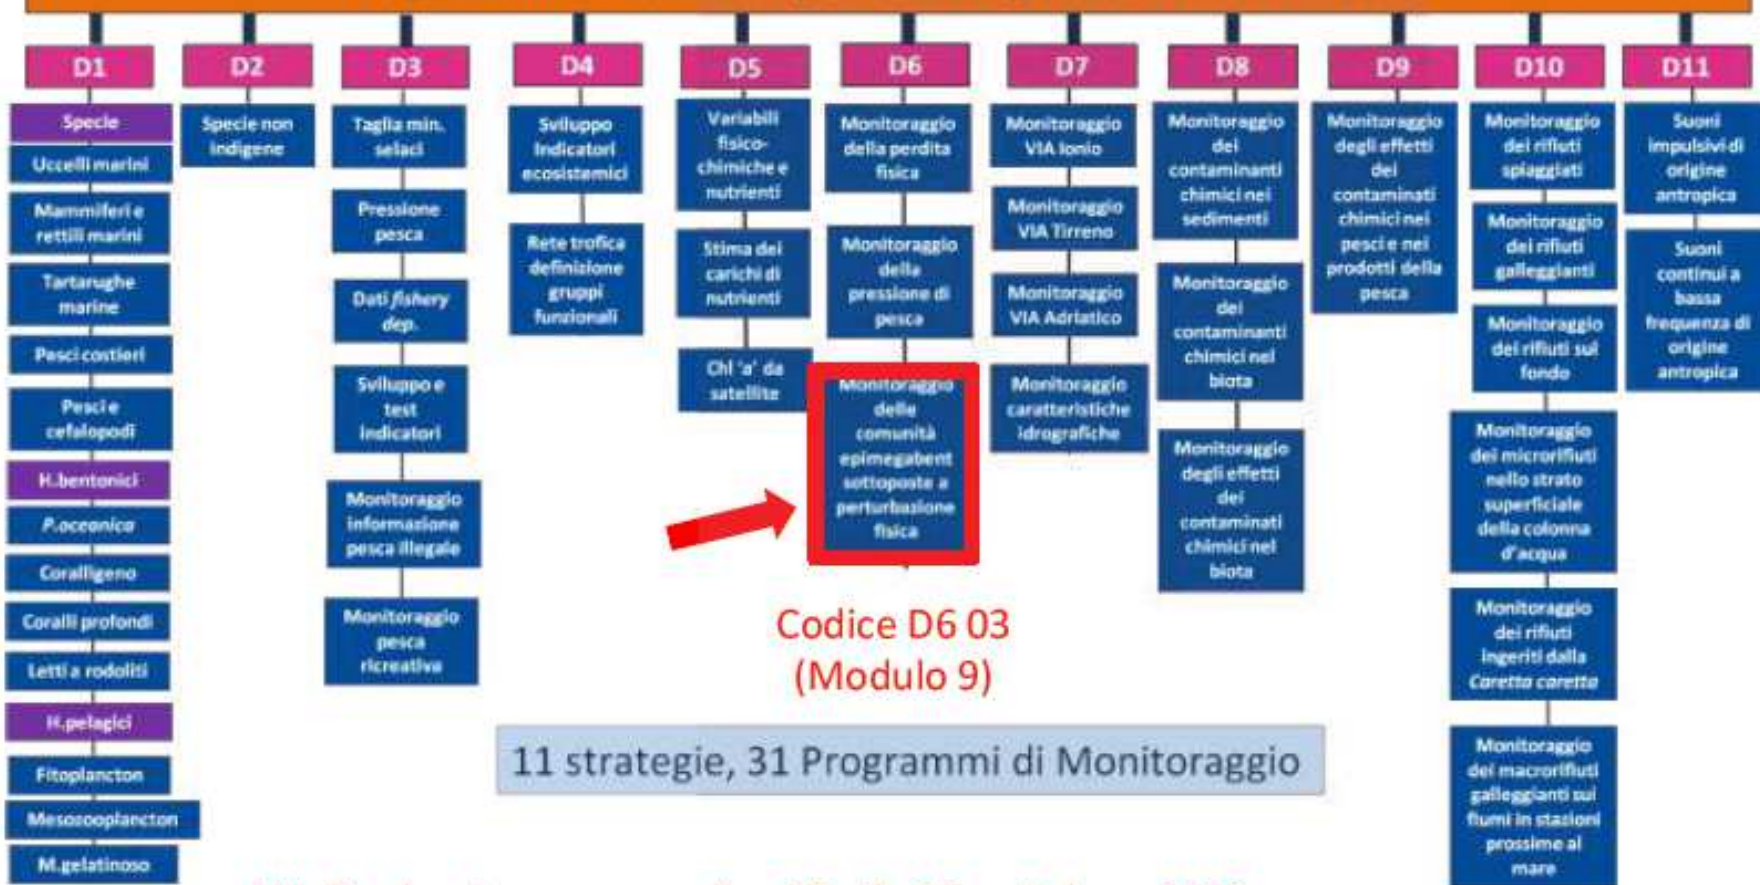 D1
D2
D3
D4
D5
D6
D7
D8
D9
D10
D11
Specie
Uccelli marini
Mammiferi e
rettili marini
Tartarughe
marine
Pesci costieri
Pesci e
cefalopodi
H.bentonici
P.oceanica
Coralligeno
Coralli profondi
Letti a rodoliti
H.pelagici
Fitoplancton
Mesozooplancton
M.gelatinoso
Specie non
indigene
Taglia min.
selaci
Pressione
pesca
Dati fishery
dep.
Sviluppo e
test
indicatori
Monitoraggio
informazione
pesca illegale
Monitoraggio
pesca
ricreativa
Sviluppo
Indicatori
ecosistemici
Rete trofica
definizione
gruppi
funzionali
Variabili
fisico-
chimiche e
nutrienti
Stima dei
carichi di
nutrienti
Chl 'a' da
satellite
Monitoraggio
della perdita
fisica
Monitoraggio
della
pressione di
pesca
Monitoraggio
delle
comunità
epimegabent
sottoposte a
perturbazione
fisica
Monitoraggio
VIA Ionio
Monitoraggio
VIA Tirreno
Monitoraggio
VIA Adriatico
Monitoraggio
caratteristiche
idrografiche
Monitoraggio
dei
contaminanti
chimici nei
sedimenti
Monitoraggio
dei
contaminanti
chimici nel
biota
Monitoraggio
degli effetti
dei
contaminati
chimici nel
biota
Monitoraggio
degli effetti
dei
contaminati
chimici nei
pesci e nei
prodotti della
pesca
Monitoraggio
dei rifiuti
spiaggiati
Monitoraggio
dei rifiuti
galleggianti
Monitoraggio
dei rifiuti sul
fondo
Monitoraggio
dei microrifiuti
nello strato
superficiale
della colonna
d'acqua
Monitoraggio
dei rifiuti
ingeriti dalla
Caretta caretta
Monitoraggio
dei macrorifiuti
galleggianti sui
fiumi in stazioni
prossime al
mare
Suoni
impulsivi di
origine
antropica
Suoni
continui a
bassa
frequenza di
origine
antropica
Codice D6 03
(Modulo 9)
11 strategie, 31 Programmi di Monitoraggio